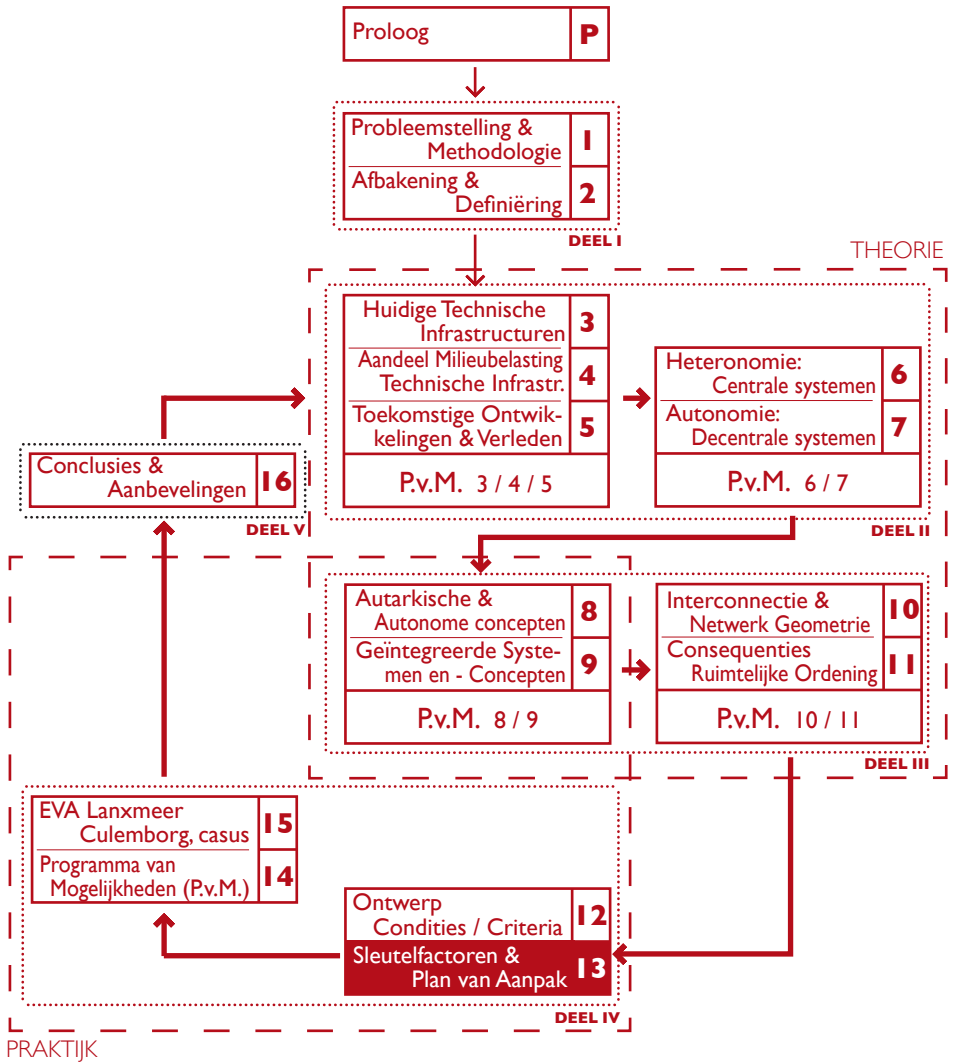 Proloog P
Probleemstelling &
Methodologie 1
Afbakening &
Definiëring 2
DEEL I
THEORIE
Huidige Technische
Infrastructuren 3
Aandeel Milieubelasting
Technische Infrastr. 4
Toekomstige Ontwik-
kelingen & Verleden 5
P.v.M. 3 / 4 / 5
Heteronomie:
Centrale systemen 6
Autonomie:
Decentrale systemen 7
P.v.M. 6 / 7
DEEL II
Conclusies &
Aanbevelingen 16
DEEL V
Autarkische &
Autonome concepten 8
Geïntegreerde Syste-
men en - Concepten 9
P.v.M. 8 / 9
Interconnectie &
Netwerk Geometrie 10
Consequenties
Ruimtelijke Ordening 11
P.v.M. 10 / 11
DEEL III
EVA Lanxmeer
Culemborg, casus 15
Programma van
Mogelijkheden (P.v.M.) 14
Ontwerp
Condities / Criteria 12
Sleutelfactoren &
Plan van Aanpak 13
DEEL IV
PRAKTIJK